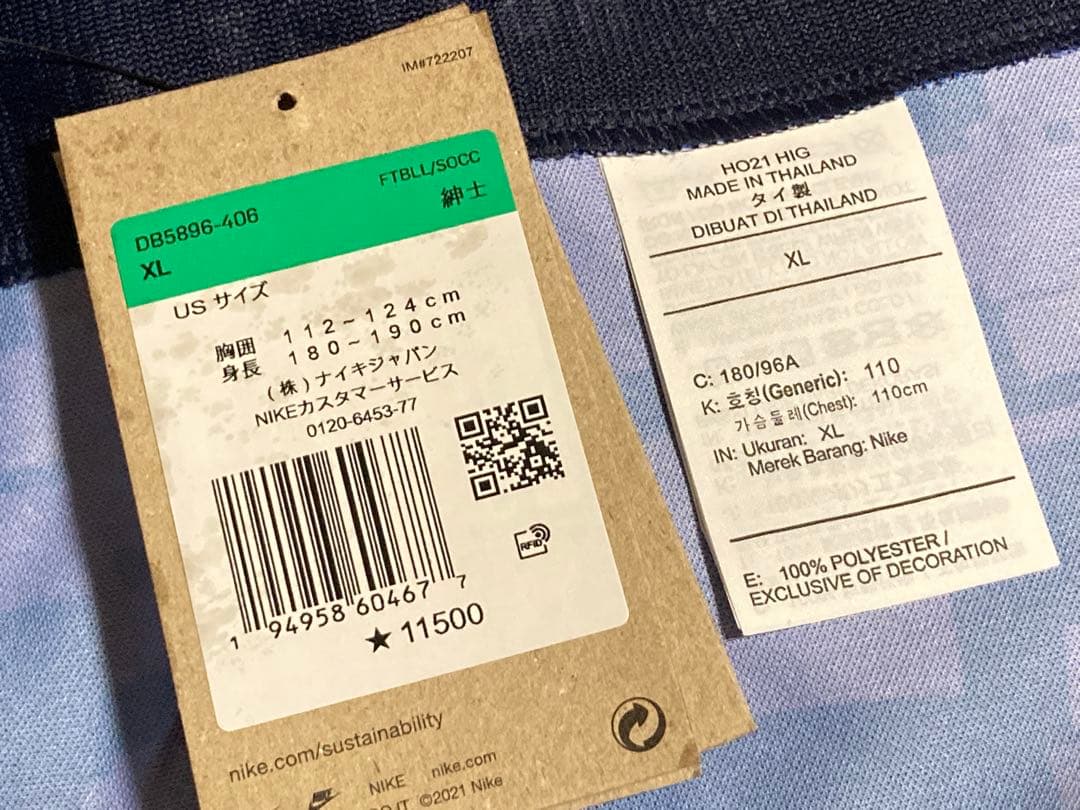 IM#722207
FTBLL/SOCC
紳士
DB5896-406
XL
US サイズ
胸囲 112~124cm
身長 180~190cm
(株)ナイキジャパン
NIKEカスタマーサービス
0120-6453-77
RFID
1 94958 60467 7
★11500
nike.com/sustainability
NIKE nike.com
©2021 Nike
HO21 HIG
MADE IN THAILAND
タイ製
DIBUAT DI THAILAND
XL
C: 180/96A
K: 호칭(Generic): 110
가슴둘레(Chest): 110cm
IN: Ukuran: XL
Merek Barang: Nike
E: 100% POLYESTER /
EXCLUSIVE OF DECORATION